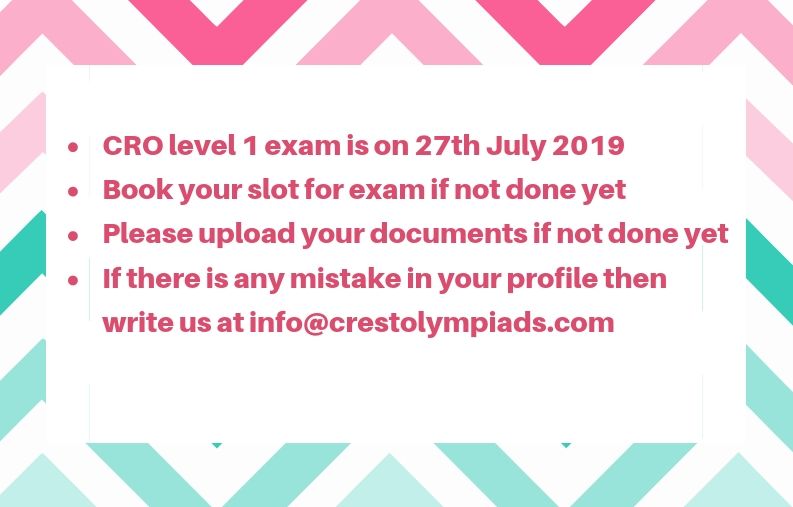 • CRO level 1 exam is on 27th July 2019
• Book your slot for exam if not done yet
• Please upload your documents if not done yet
• If there is any mistake in your profile then
write us at info@crestolympiads.com